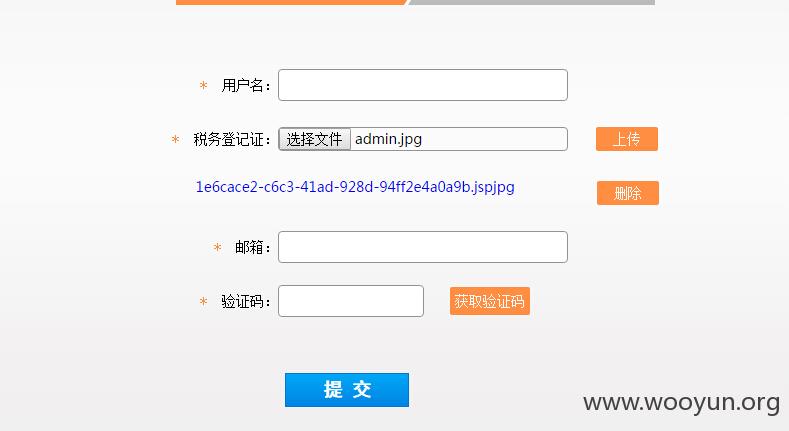 * 用户名：
* 税务登记证： 选择文件 admin.jpg 上传
1e6cace2-c6c3-41ad-928d-94ff2e4a0a9b.jspjpg 删除
* 邮箱：
* 验证码： 获取验证码
提 交
www.wooyun.org